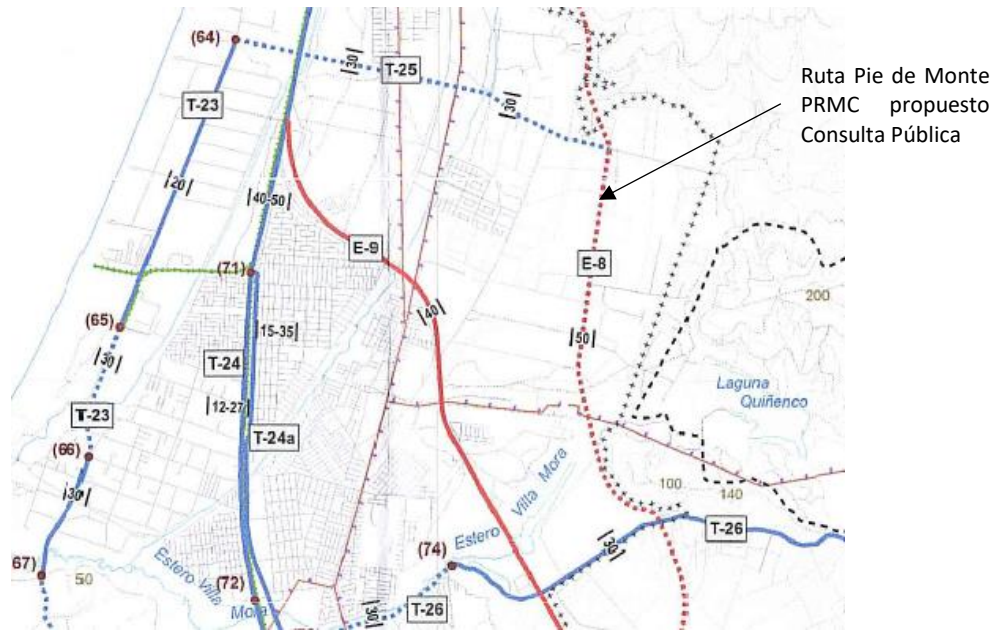 (64)
|30|
T-25
Ruta Pie de Monte
PRMC propuesto
Consulta Pública
T-23
|30|
|20|
|40-50|
E-9
(71)
E-8
200
|40|
(65)
|15-35|
|50|
|30|
T-24
Laguna
Quiñenco
|12-27|
T-23
T-24a
(66)
Estero Villa Mora
100
140
|30|
T-26
(74)
|30|
67)
50
Estero Villa
Mora
(72)
|30|
T-26